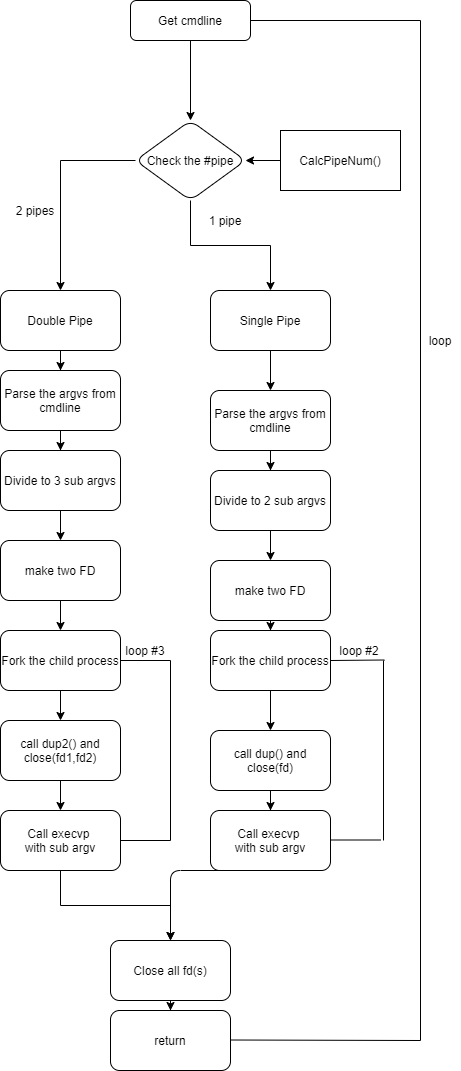 Get cmdline
Check the #pipe
CalcPipeNum()
2 pipes
1 pipe
Double Pipe
Parse the argvs from
cmdline
Divide to 3 sub argvs
make two FD
Fork the child process
loop #3
call dup2() and
close(fd1,fd2)
Call execvp
with sub argv
Single Pipe
Parse the argvs from
cmdline
Divide to 2 sub argvs
make two FD
Fork the child process
loop #2
call dup() and
close(fd)
Call execvp
with sub argv
loop
Close all fd(s)
return